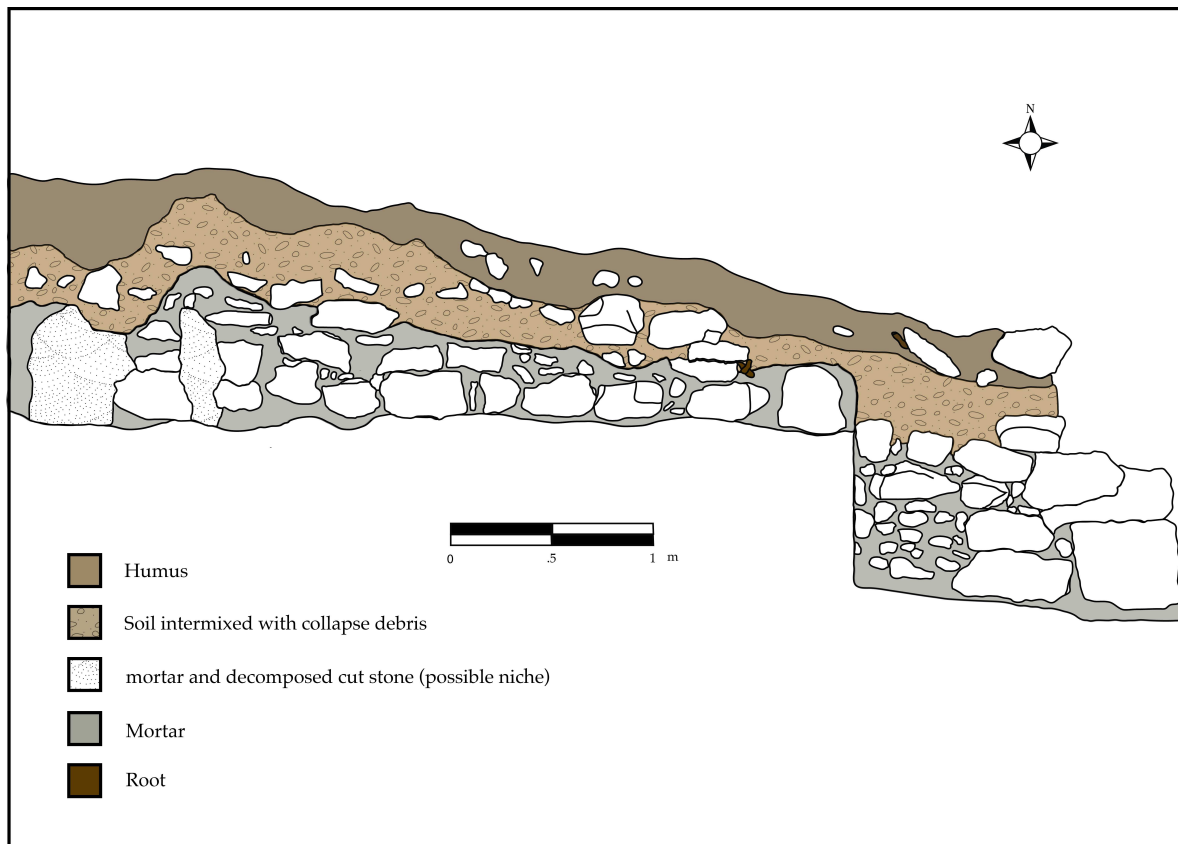 N
0 .5 1 m
Humus
Soil intermixed with collapse debris
mortar and decomposed cut stone (possible niche)
Mortar
Root